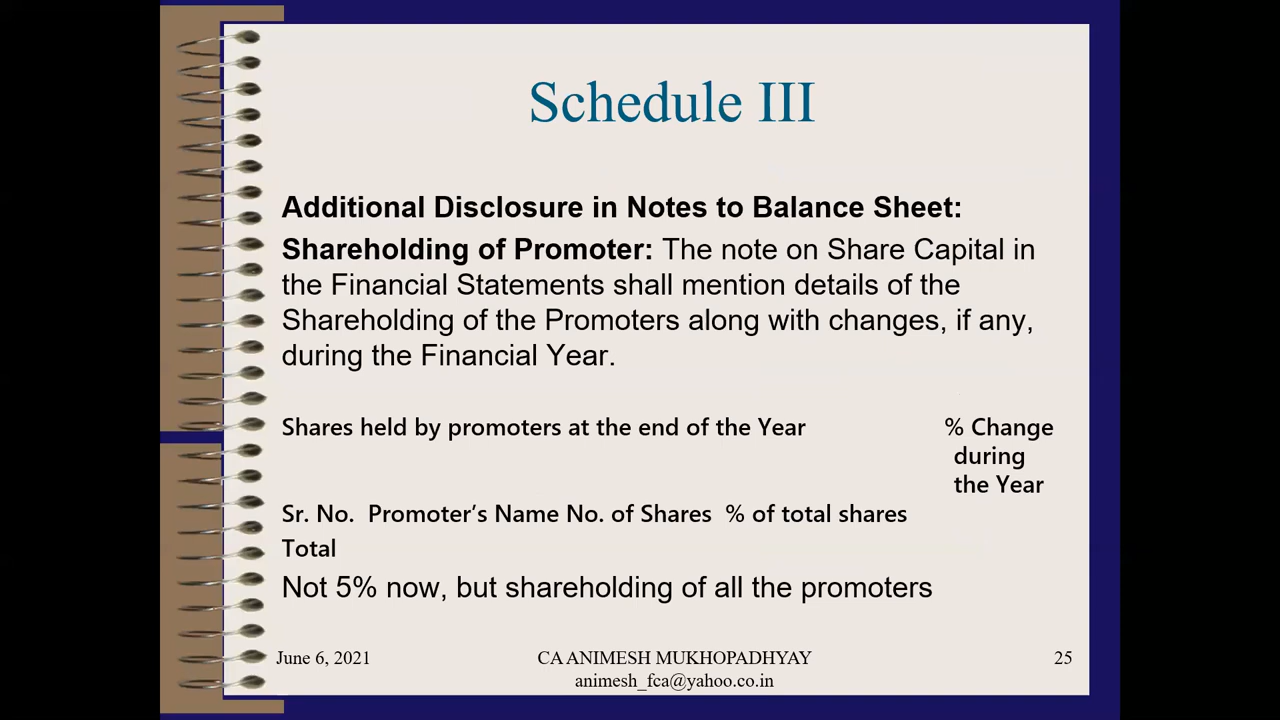 Schedule III
Additional Disclosure in Notes to Balance Sheet:
Shareholding of Promoter: The note on Share Capital in
the Financial Statements shall mention details of the
Shareholding of the Promoters along with changes, if any,
during the Financial Year.
Shares held by promoters at the end of the Year % Change
during
the Year
Sr. No. Promoter’s Name No. of Shares % of total shares
Total
Not 5% now, but shareholding of all the promoters
June 6, 2021 CA ANIMESH MUKHOPADHYAY 25
animesh_fca@yahoo.co.in